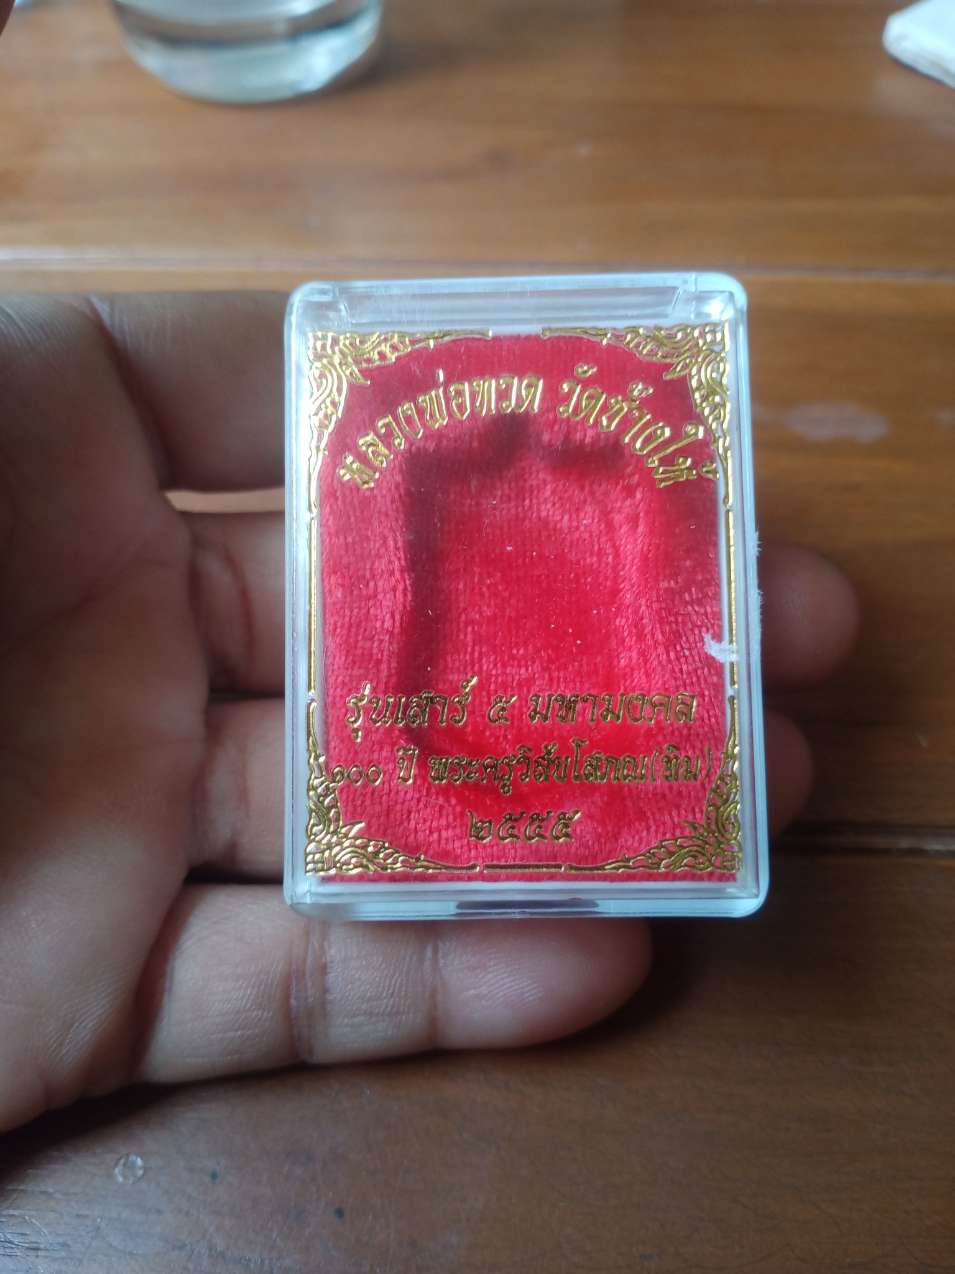 หลวงพ่อทวด วัดช้างให้
รุ่นเสาร์ ๕ มหามงคล
๑๐๐ ปี พระครูวิสัยโสภณ(ทิม)
๒๕๕๕